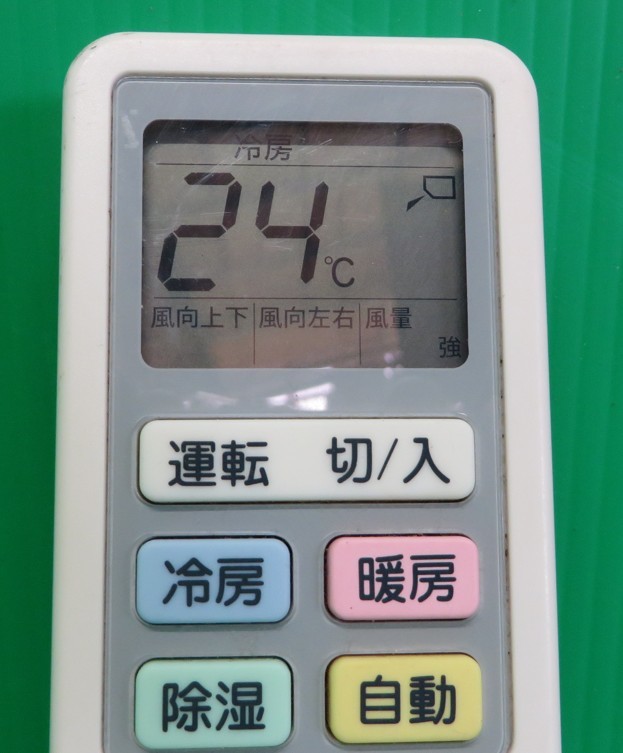 冷房
24℃
風向上下 風向左右 風量
強
運転 切/入
冷房 暖房
除湿 自動